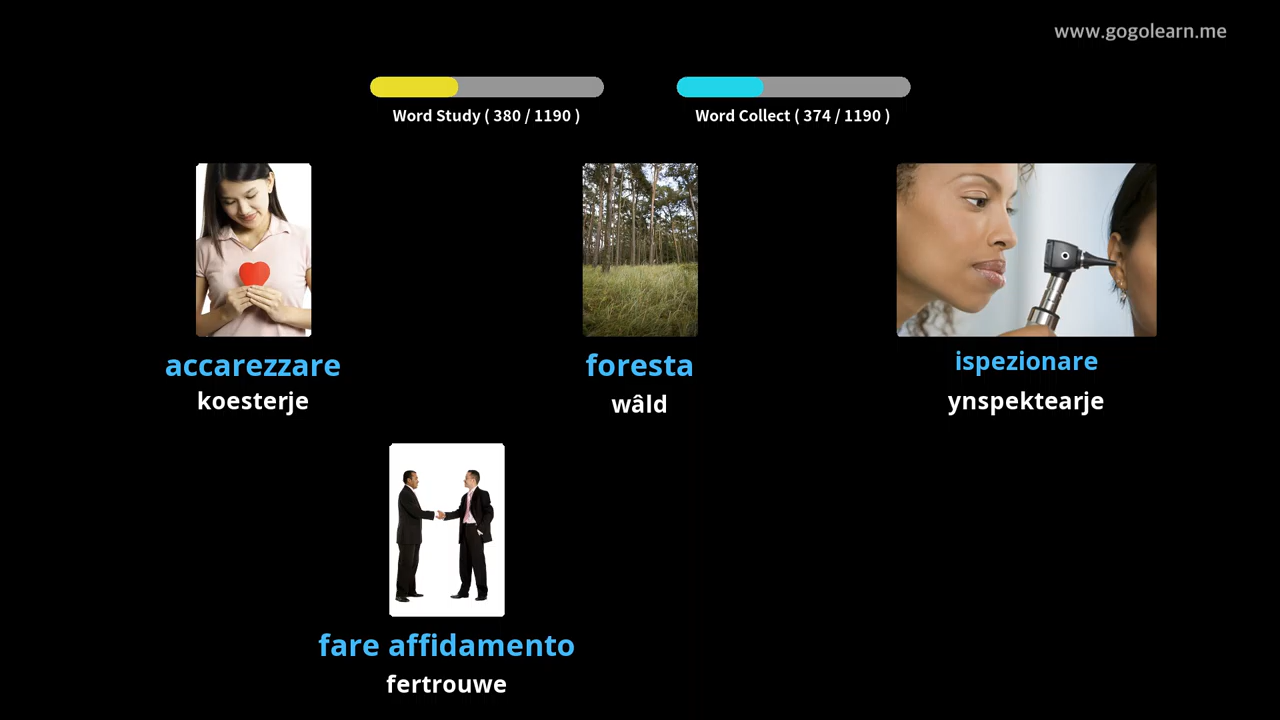 www.gogolearn.me
Word Study ( 380 / 1190 )
Word Collect ( 374 / 1190 )
accarezzare
koesterje
foresta
wâld
ispezionare
ynspektearje
fare affidamento
fertrouwe